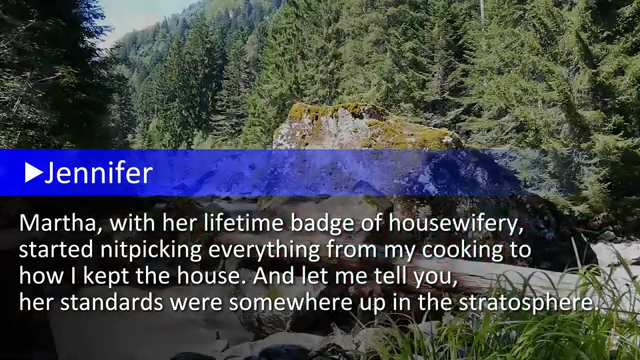 ▶Jennifer
Martha, with her lifetime badge of housewifery,
started nitpicking everything from my cooking to
how I kept the house. And let me tell you,
her standards were somewhere up in the stratosphere.